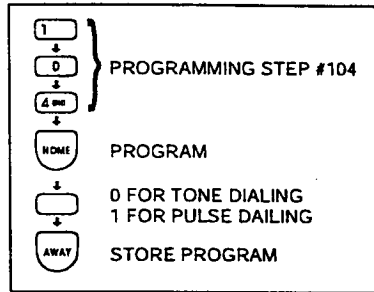 1
0 PROGRAMMING STEP #104
4 GHI
HOME PROGRAM
0 FOR TONE DIALING
1 FOR PULSE DAILING
AWAY STORE PROGRAM